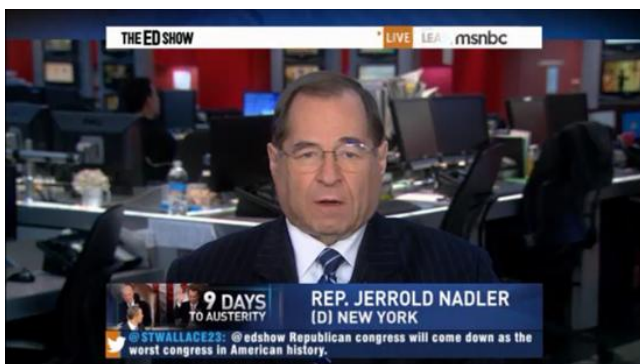 THE ED SHOW
LIVE
msnbc
9 DAYS
TO AUSTERITY
REP. JERROLD NADLER
(D) NEW YORK
@STWALLACE23: @edshow Republican congress will come down as the
worst congress in American history.